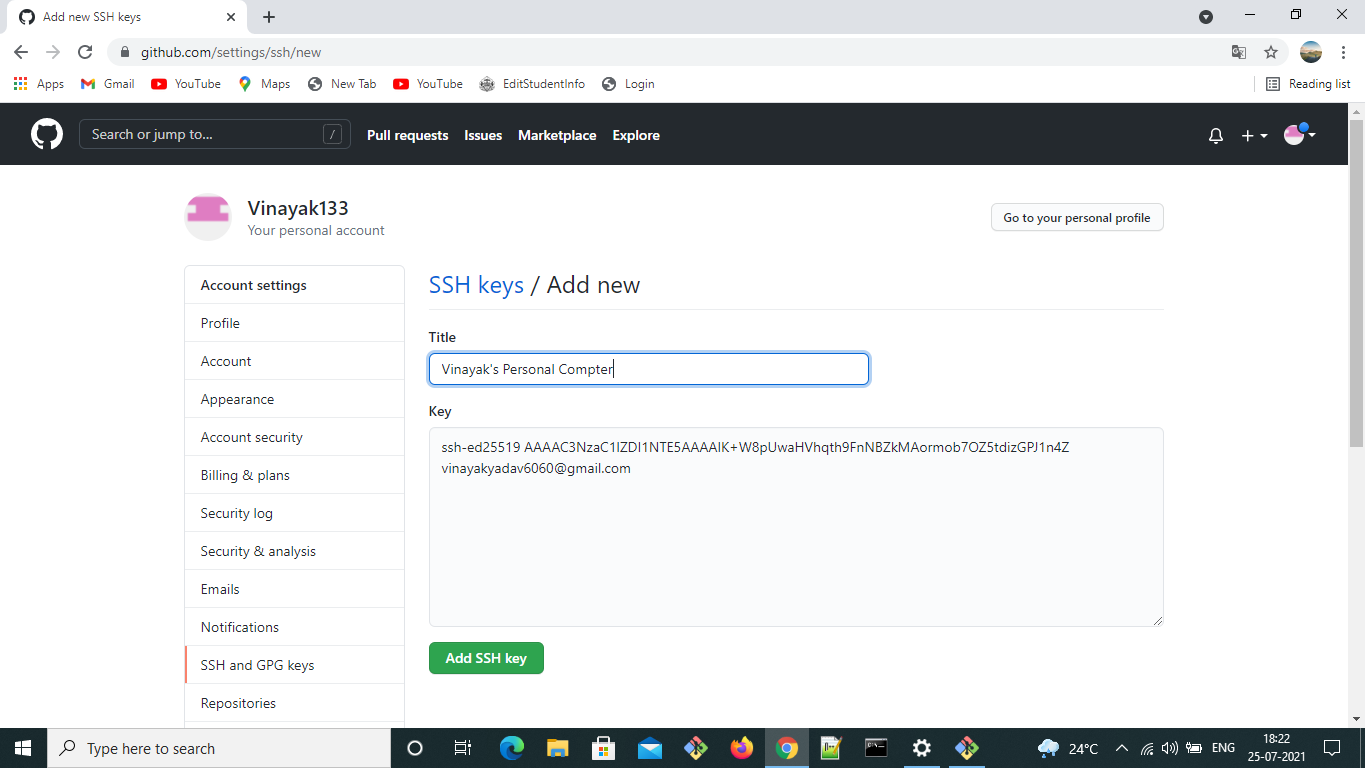 Add new SSH keys
github.com/settings/ssh/new
Apps Gmail YouTube Maps New Tab YouTube EditStudentInfo Login Reading list
Search or jump to... / Pull requests Issues Marketplace Explore
Vinayak133
Your personal account
Go to your personal profile
Account settings
Profile
Account
Appearance
Account security
Billing & plans
Security log
Security & analysis
Emails
Notifications
SSH and GPG keys
Repositories
SSH keys / Add new
Title
Vinayak's Personal Compter
Key
ssh-ed25519 AAAAC3NzaC1lZDI1NTE5AAAAIK+W8pUwaHVhqth9FnNBZkMAormob7OZ5tdizGPJ1n4Z
vinayakyadav6060@gmail.com
Add SSH key
Type here to search
24°C ENG 18:22
25-07-2021